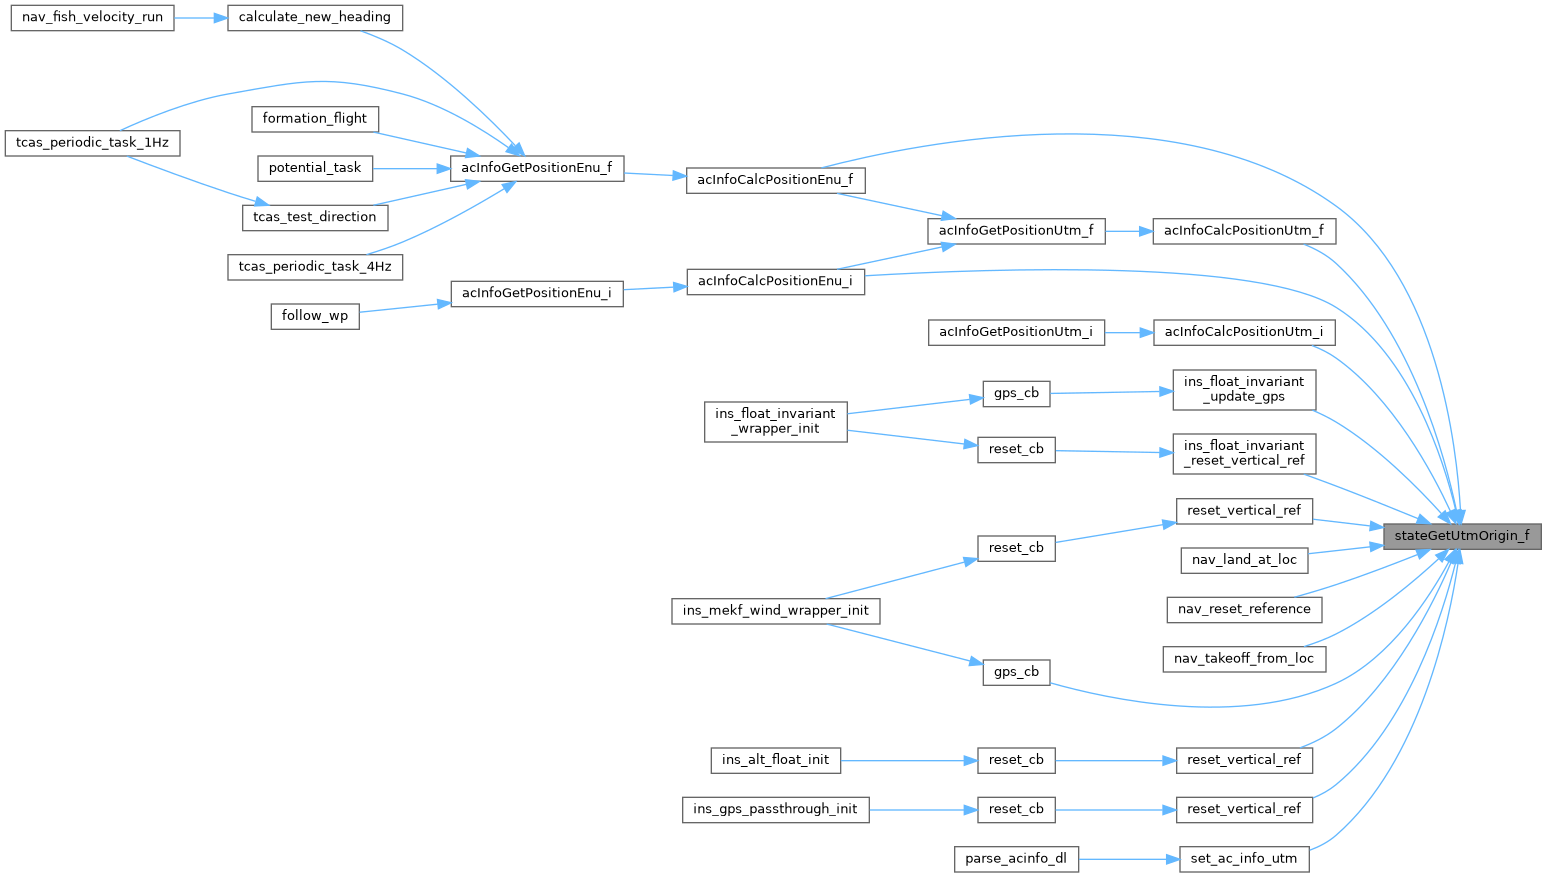 nav_fish_velocity_run
calculate_new_heading
formation_flight
tcas_periodic_task_1Hz
potential_task
acInfoGetPositionEnu_f
acInfoCalcPositionEnu_f
tcas_test_direction
acInfoGetPositionUtm_f
acInfoCalcPositionUtm_f
tcas_periodic_task_4Hz
acInfoCalcPositionEnu_i
acInfoGetPositionEnu_i
follow_wp
acInfoGetPositionUtm_i
acInfoCalcPositionUtm_i
ins_float_invariant
_update_gps
gps_cb
ins_float_invariant
_wrapper_init
reset_cb
ins_float_invariant
_reset_vertical_ref
reset_vertical_ref
stateGetUtmOrigin_f
reset_cb
nav_land_at_loc
ins_mekf_wind_wrapper_init
nav_reset_reference
nav_takeoff_from_loc
gps_cb
ins_alt_float_init
reset_cb
reset_vertical_ref
ins_gps_passthrough_init
reset_cb
reset_vertical_ref
parse_acinfo_dl
set_ac_info_utm